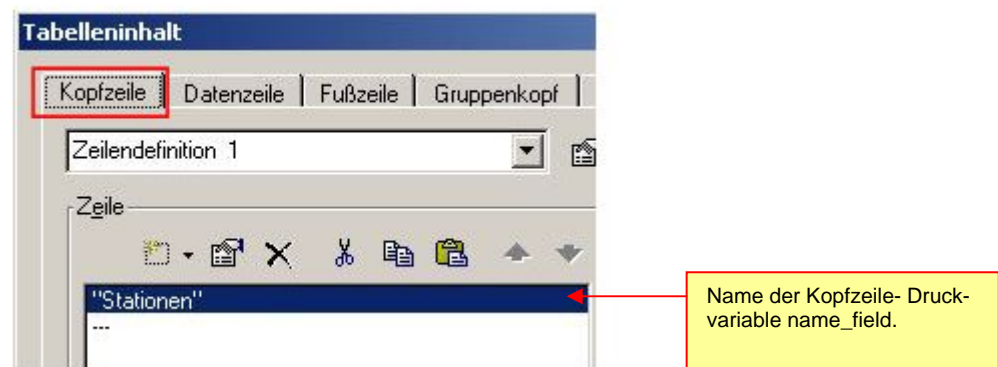 Tabelleninhalt
Kopfzeile Datenzeile Fußzeile Gruppenkopf
Zeilendefinition 1
Zeile
"Stationen"
---
Name der Kopfzeile- Druck-
variable name_field.